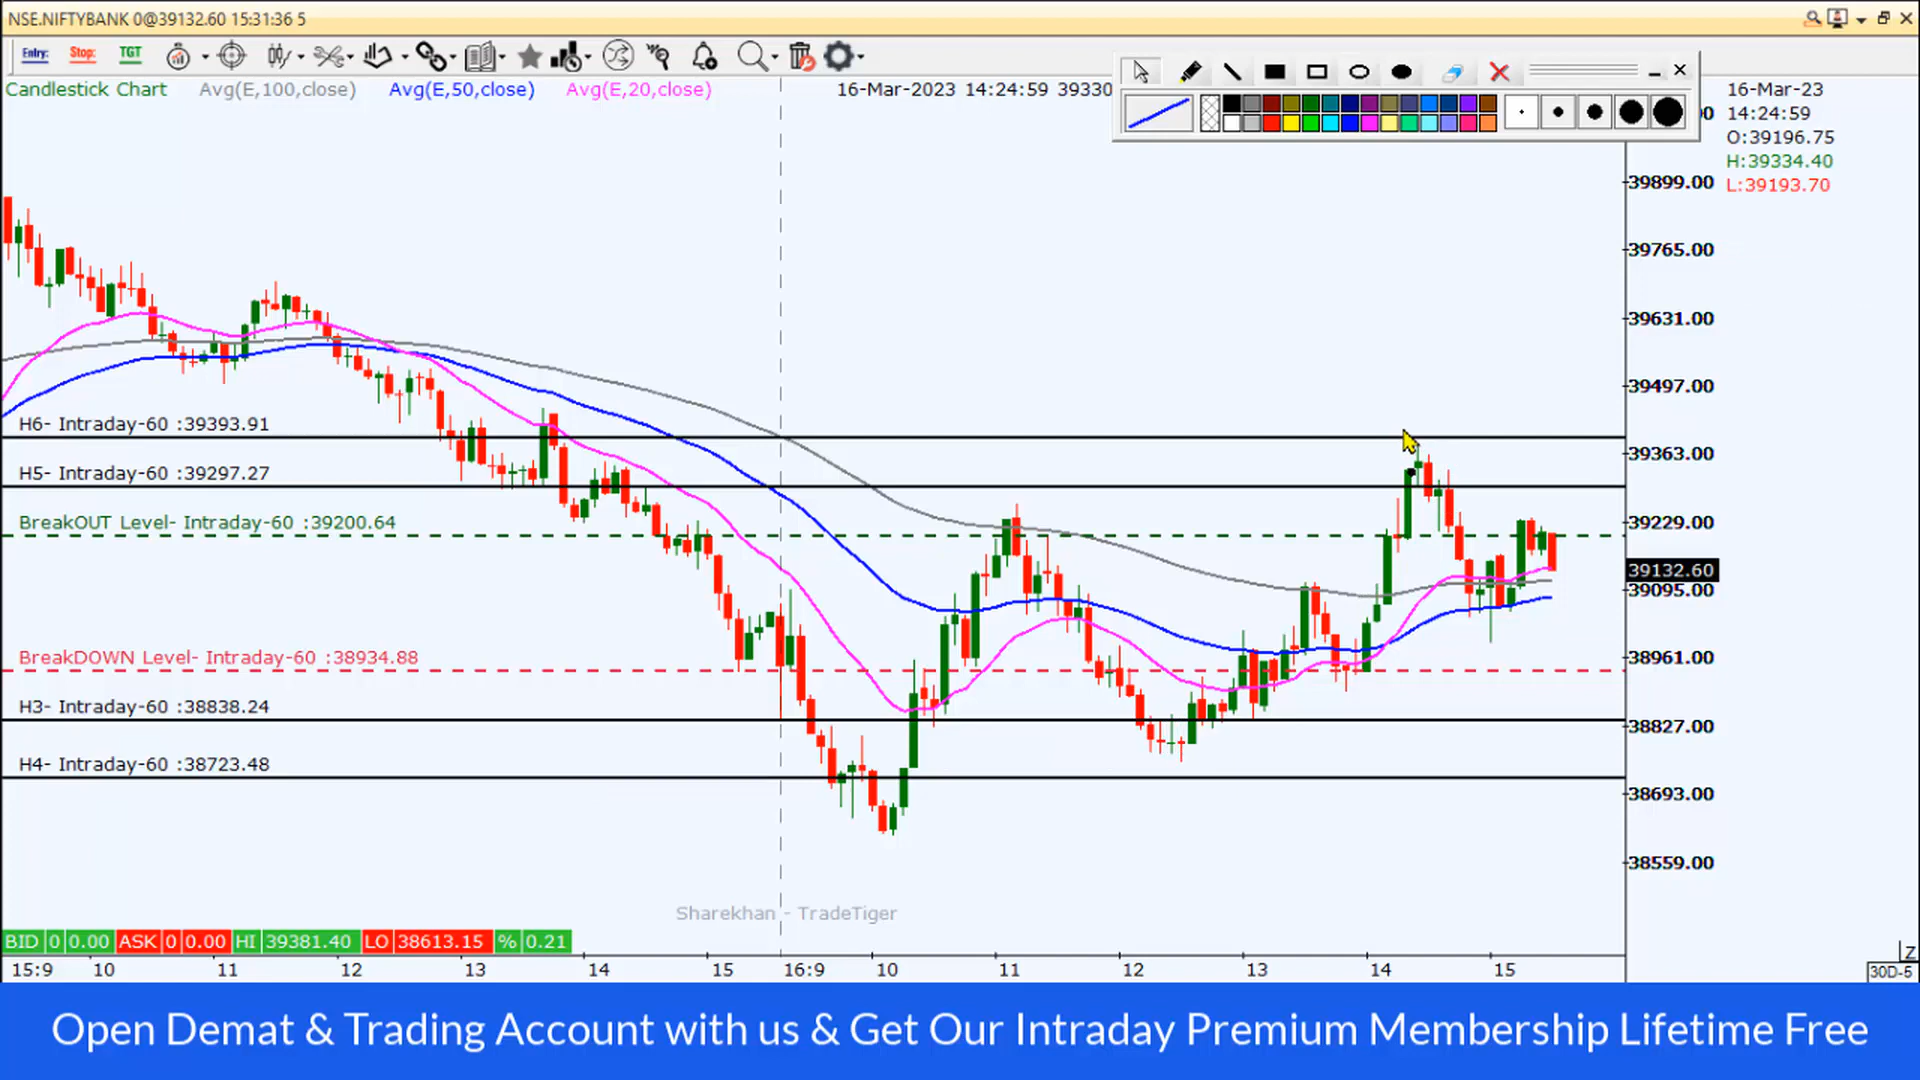 NSE.NIFTYBANK 0@39132.60 15:31:36 5
Entry: Stop: TGT
Candlestick Chart Avg(E,100,close) Avg(E,50,close) Avg(E,20,close) 16-Mar-2023 14:24:59 39330
16-Mar-23
14:24:59
O:39196.75
H:39334.40
L:39193.70
39899.00
39765.00
39631.00
39497.00
39363.00
39229.00
39132.60
39095.00
38961.00
38827.00
38693.00
38559.00
H6- Intraday-60 :39393.91
H5- Intraday-60 :39297.27
BreakOUT Level- Intraday-60 :39200.64
BreakDOWN Level- Intraday-60 :38934.88
H3- Intraday-60 :38838.24
H4- Intraday-60 :38723.48
Sharekhan - TradeTiger
BID 0 0.00 ASK 0 0.00 HI 39381.40 LO 38613.15 % 0.21
15:9 10 11 12 13 14 15 16:9 10 11 12 13 14 15
Z
30D-5
Open Demat & Trading Account with us & Get Our Intraday Premium Membership Lifetime Free